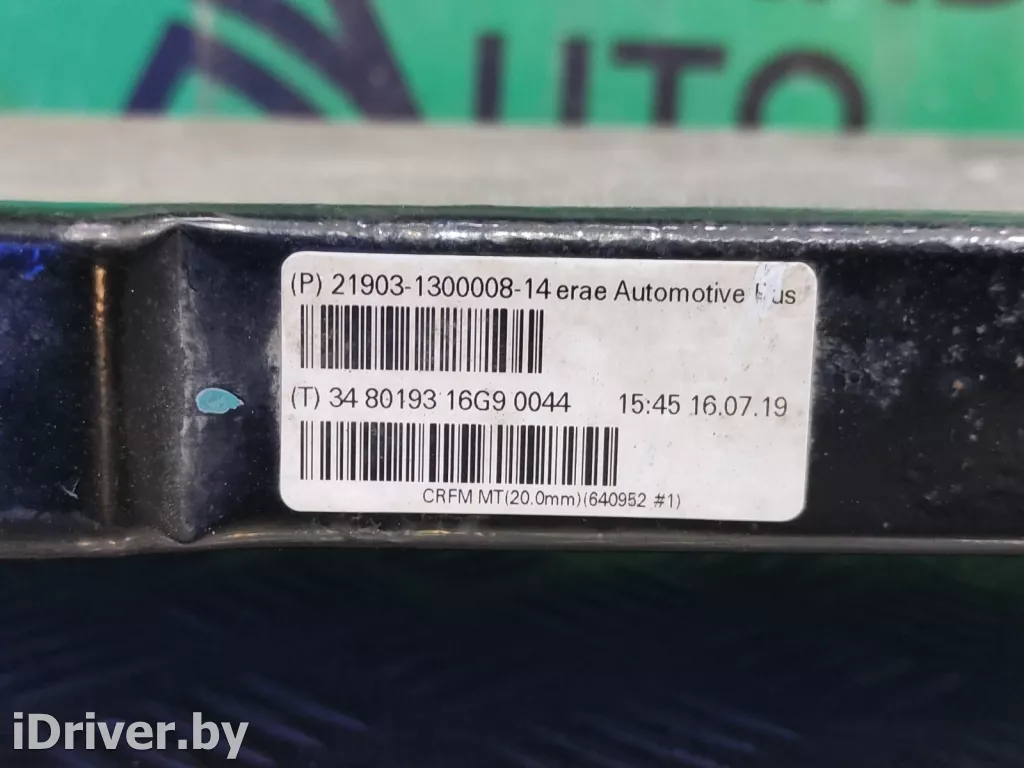 UTO
(P) 21903-1300008-14 erae Automotive
(T) 34 80193 16G9 0044 15:45 16.07.19
CRFM MT(20.0mm)(640952 #1)
iDriver.by